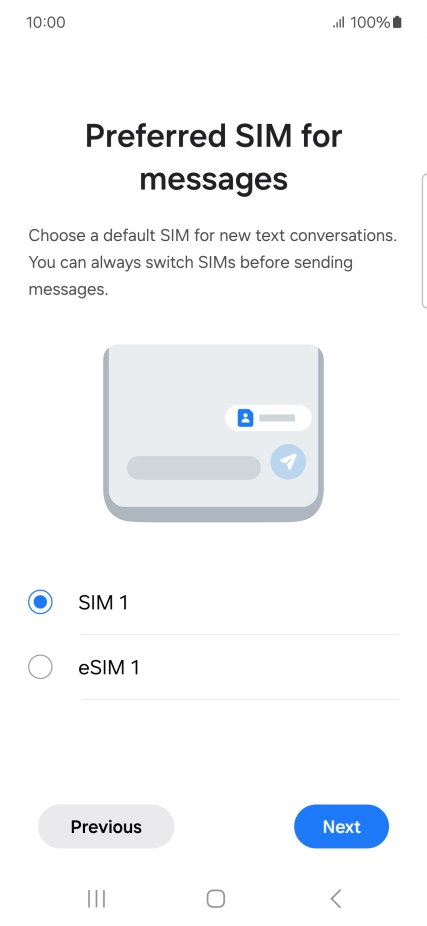 10:00
100%
Preferred SIM for
messages
Choose a default SIM for new text conversations.
You can always switch SIMs before sending
messages.
SIM 1
eSIM 1
Previous
Next